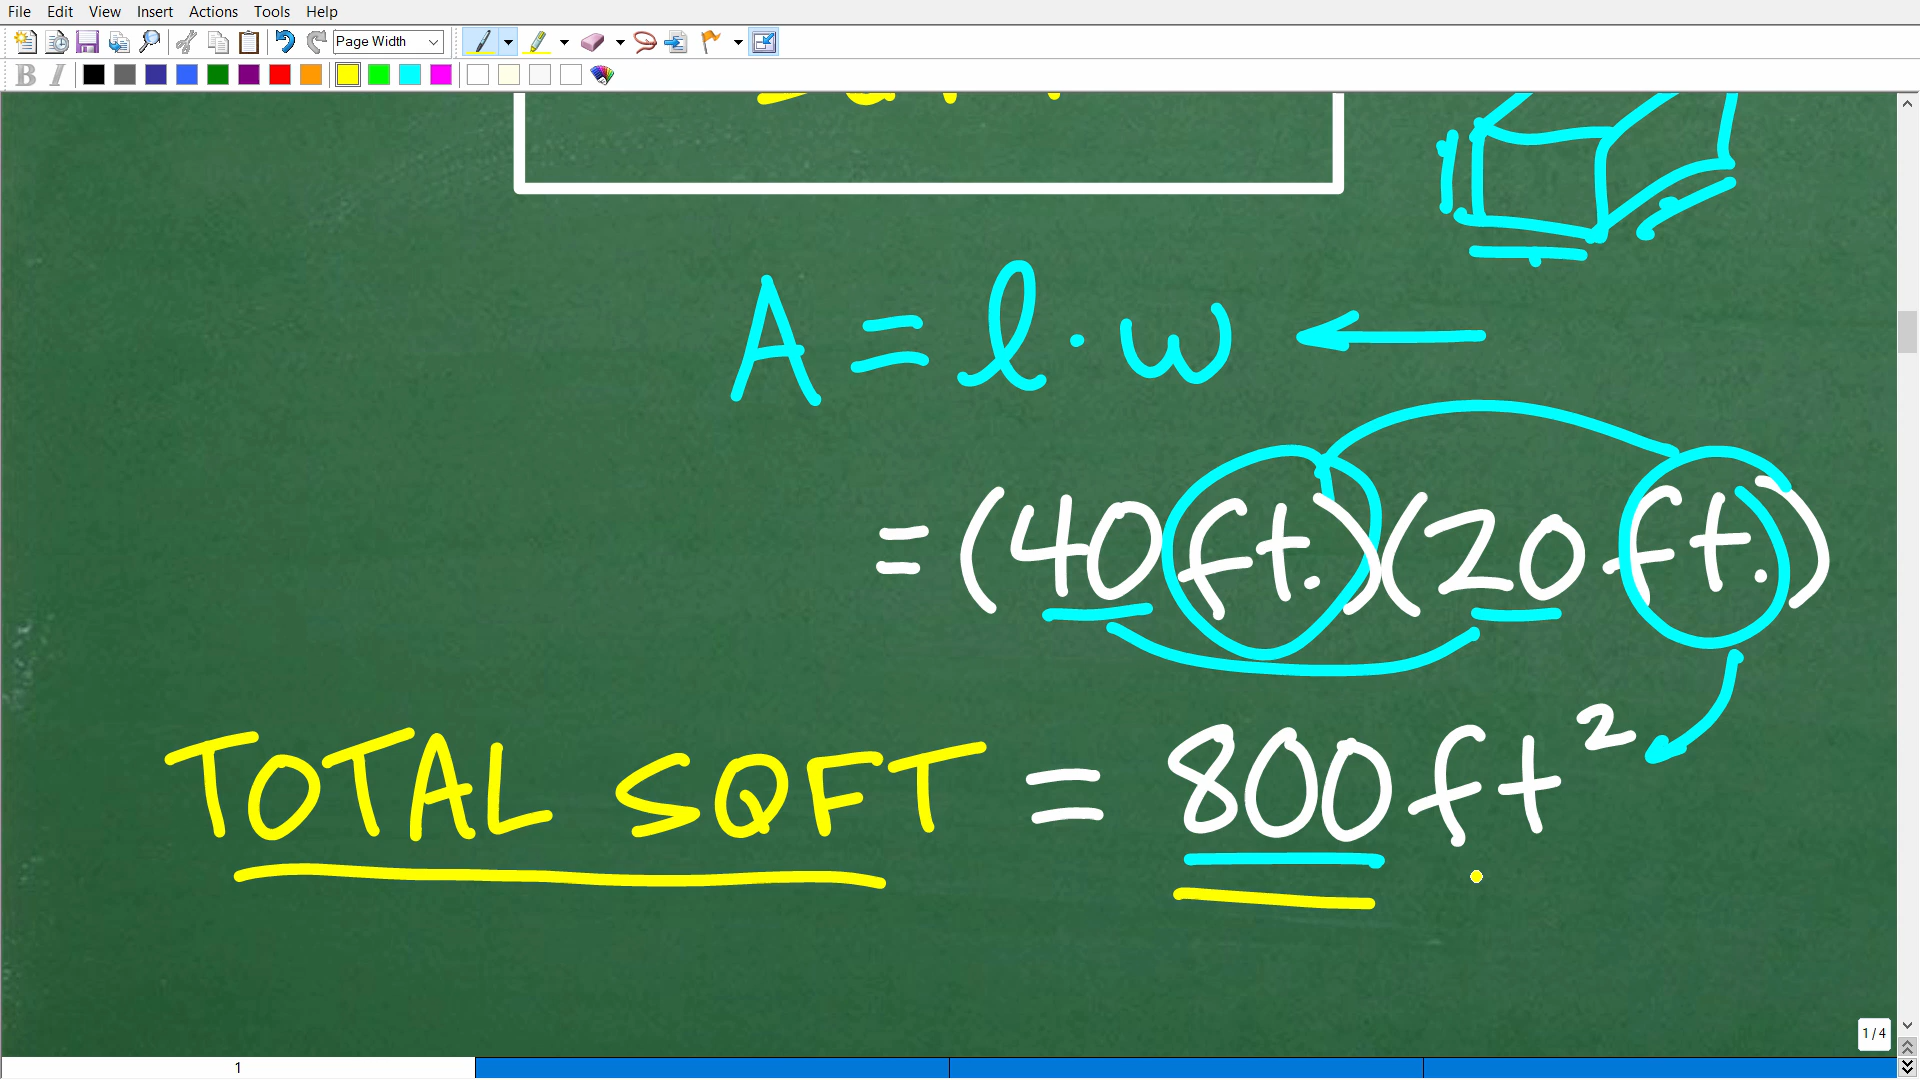 File Edit View Insert Actions Tools Help
Page Width
B I
A = l · w
= (40 ft.)(20 ft.)
TOTAL SQFT = 800 ft²
1 / 4
1